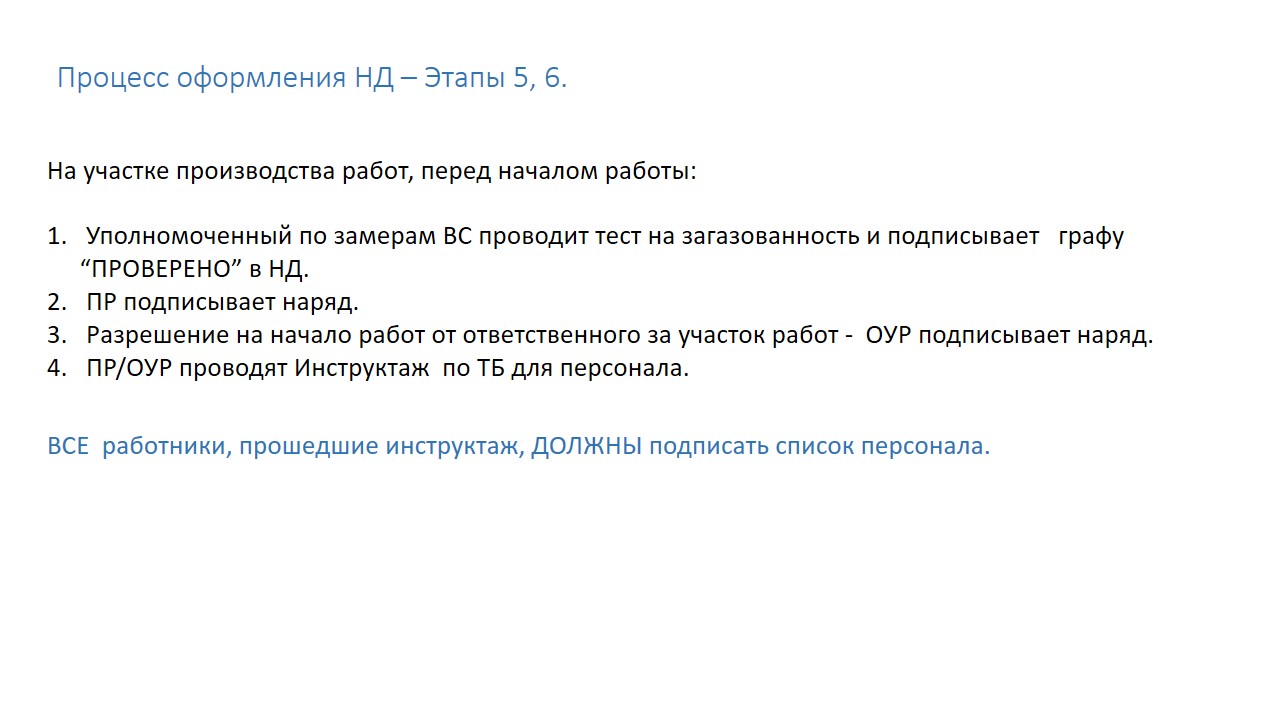 Процесс оформления НД – Этапы 5, 6.
На участке производства работ, перед началом работы:
1. Уполномоченный по замерам ВС проводит тест на загазованность и подписывает графу
“ПРОВЕРЕНО” в НД.
2. ПР подписывает наряд.
3. Разрешение на начало работ от ответственного за участок работ - ОУР подписывает наряд.
4. ПР/ОУР проводят Инструктаж по ТБ для персонала.
ВСЕ работники, прошедшие инструктаж, ДОЛЖНЫ подписать список персонала.